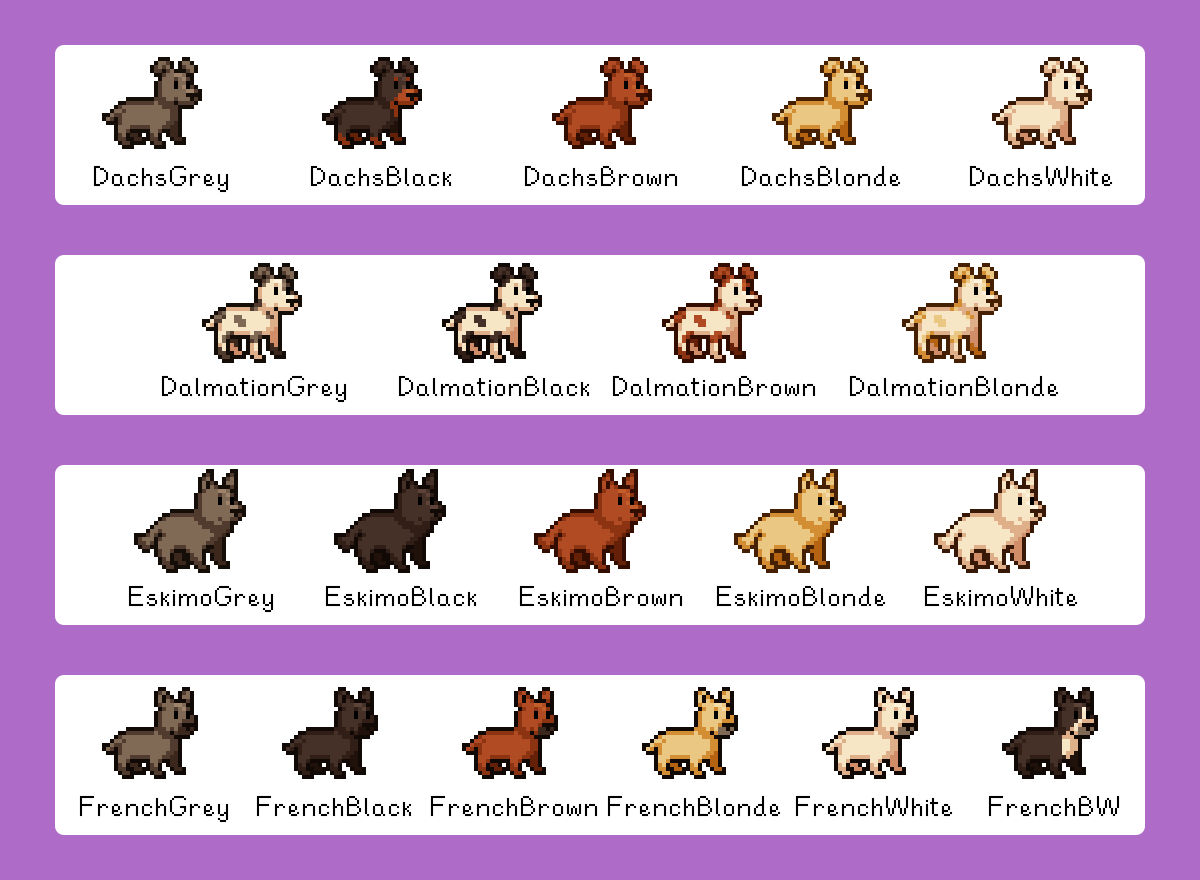 DachsGrey DachsBlack DachsBrown DachsBlonde DachsWhite
DalmationGrey DalmationBlack DalmationBrown DalmationBlonde
EskimoGrey EskimoBlack EskimoBrown EskimoBlonde EskimoWhite
FrenchGrey FrenchBlack FrenchBrown FrenchBlonde FrenchWhite FrenchBW